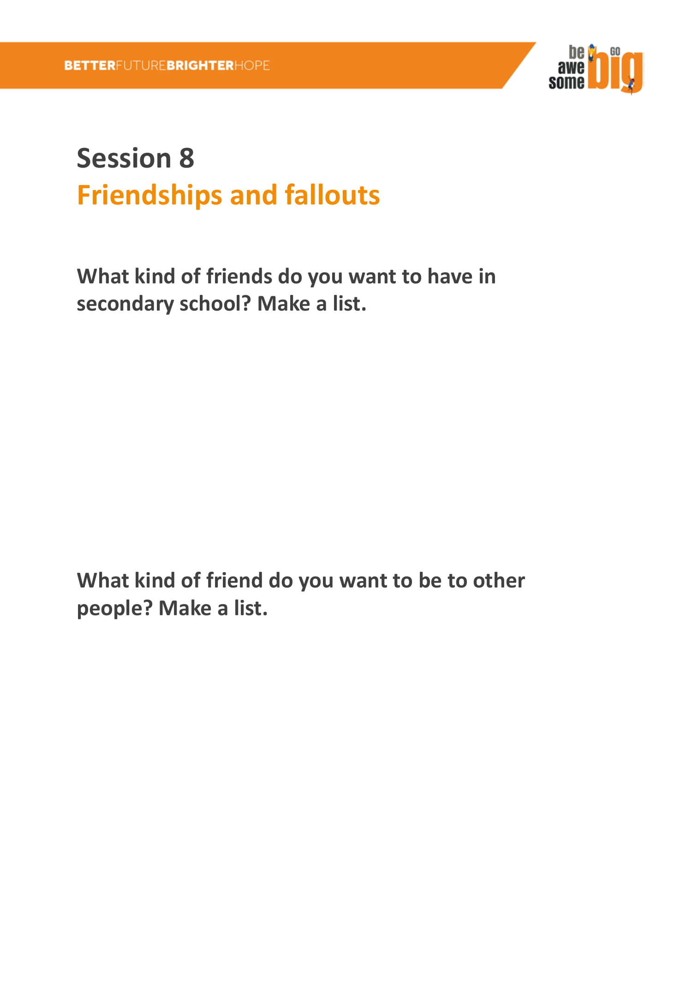 BETTERFUTUREBRIGHTERHOPE
be
awe
some
GO
big
Session 8
Friendships and fallouts
What kind of friends do you want to have in
secondary school? Make a list.
What kind of friend do you want to be to other
people? Make a list.